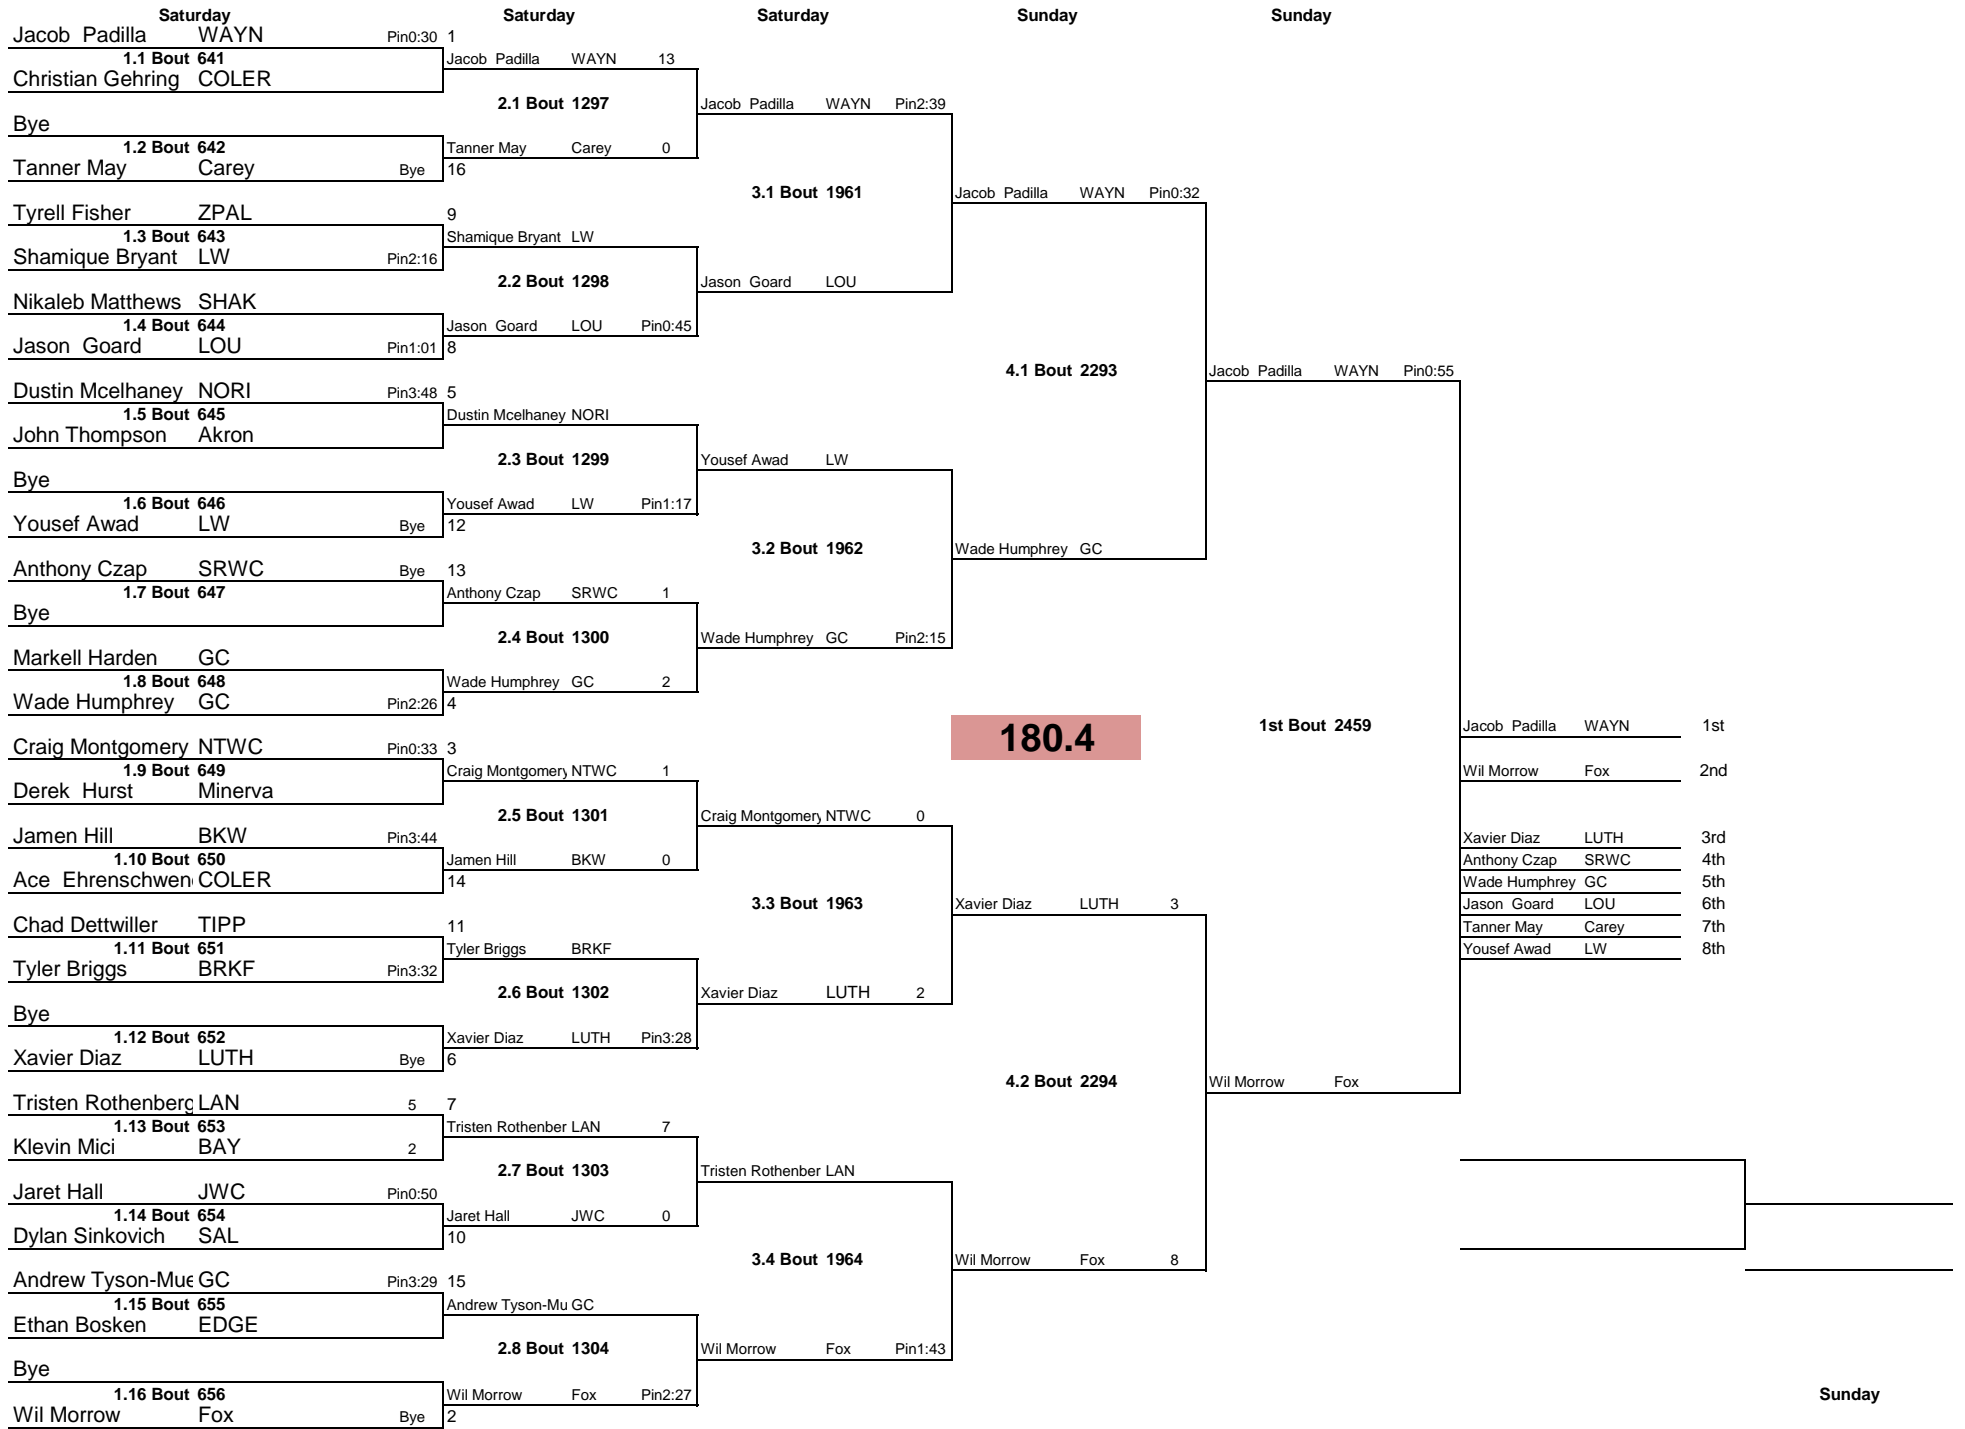 Saturday Saturday Saturday Sunday Sunday
Jacob Padilla WAYN Pin0:30 1
1.1 Bout 641
Jacob Padilla WAYN 13
Christian Gehring COLER
2.1 Bout 1297
Jacob Padilla WAYN Pin2:39
Bye
1.2 Bout 642
Tanner May Carey 0
Tanner May Carey Bye 16
3.1 Bout 1961
Jacob Padilla WAYN Pin0:32
Tyrell Fisher ZPAL 9
1.3 Bout 643
Shamique Bryant LW
Shamique Bryant LW Pin2:16
2.2 Bout 1298
Jason Goard LOU
Nikaleb Matthews SHAK
1.4 Bout 644
Jason Goard LOU Pin0:45
Jason Goard LOU Pin1:01 8
4.1 Bout 2293
Jacob Padilla WAYN Pin0:55
Dustin Mcelhaney NORI Pin3:48 5
1.5 Bout 645
Dustin Mcelhaney NORI
John Thompson Akron
2.3 Bout 1299
Yousef Awad LW
Bye
1.6 Bout 646
Yousef Awad LW Pin1:17
Yousef Awad LW Bye 12
3.2 Bout 1962
Wade Humphrey GC
Anthony Czap SRWC Bye 13
1.7 Bout 647
Anthony Czap SRWC 1
Bye
2.4 Bout 1300
Wade Humphrey GC Pin2:15
Markell Harden GC
1.8 Bout 648
Wade Humphrey GC 2
Wade Humphrey GC Pin2:26 4
180.4
1st Bout 2459
Jacob Padilla WAYN 1st
Craig Montgomery NTWC Pin0:33 3
1.9 Bout 649
Craig Montgomery NTWC 1
Wil Morrow Fox 2nd
Derek Hurst Minerva
2.5 Bout 1301
Craig Montgomery NTWC 0
Jamen Hill BKW Pin3:44
Xavier Diaz LUTH 3rd
1.10 Bout 650
Jamen Hill BKW 0
Anthony Czap SRWC 4th
Ace Ehrenschwen COLER 14
Wade Humphrey GC 5th
3.3 Bout 1963
Xavier Diaz LUTH 3
Jason Goard LOU 6th
Chad Dettwiller TIPP 11
Tanner May Carey 7th
1.11 Bout 651
Tyler Briggs BRKF
Yousef Awad LW 8th
Tyler Briggs BRKF Pin3:32
2.6 Bout 1302
Xavier Diaz LUTH 2
Bye
1.12 Bout 652
Xavier Diaz LUTH Pin3:28
Xavier Diaz LUTH Bye 6
4.2 Bout 2294
Wil Morrow Fox
Tristen Rothenberg LAN 5 7
1.13 Bout 653
Tristen Rothenber LAN 7
Klevin Mici BAY 2
2.7 Bout 1303
Tristen Rothenber LAN
Jaret Hall JWC Pin0:50
1.14 Bout 654
Jaret Hall JWC 0
Dylan Sinkovich SAL 10
3.4 Bout 1964
Wil Morrow Fox 8
Andrew Tyson-Mue GC Pin3:29 15
1.15 Bout 655
Andrew Tyson-Mu GC
Ethan Bosken EDGE
2.8 Bout 1304
Wil Morrow Fox Pin1:43
Bye
1.16 Bout 656
Wil Morrow Fox Pin2:27
Sunday
Wil Morrow Fox Bye 2